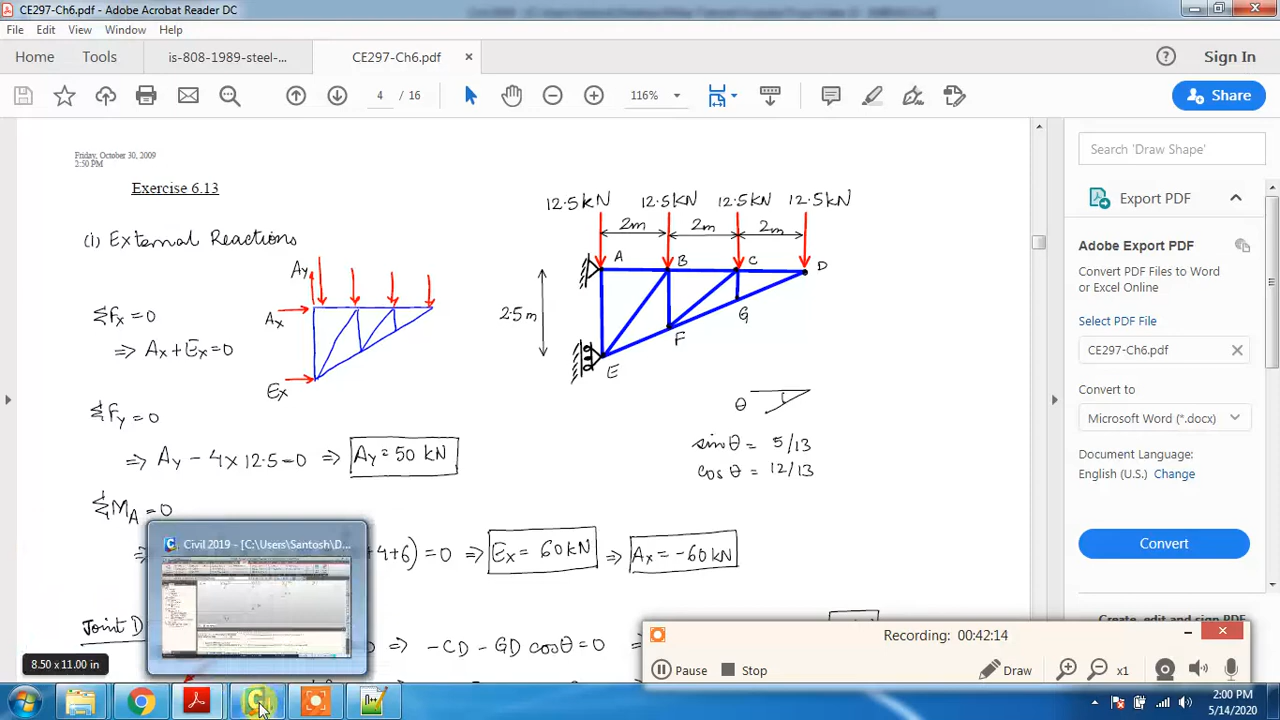 CE297-Ch6.pdf - Adobe Acrobat Reader DC
File Edit View Window Help
Home Tools is-808-1989-steel-... CE297-Ch6.pdf × Sign In
4 / 16 116% Share
Friday, October 30, 2009
2:50 PM
Exercise 6.13
(i) External Reactions
12.5kN 12.5kN 12.5kN 12.5kN
2m 2m 2m
A B C D
2.5m
G
F
E
Ay
Ax
Ex
ΣFx=0
⇒ Ax+Ex=0
ΣFy=0
⇒ Ay - 4x12.5=0 ⇒ Ay=50 kN
θ
sinθ = 5/13
cosθ = 12/13
ΣMA=0
+4+6)=0 ⇒ Ex= 60kN ⇒ Ax=-60kN
Joint D
⇒ -CD - GD cosθ=0
Civil 2019 - [C:\Users\Santosh\D...
8.50 x 11.00 in
Search 'Draw Shape'
Export PDF
Adobe Export PDF
Convert PDF Files to Word
or Excel Online
Select PDF File
CE297-Ch6.pdf ×
Convert to
Microsoft Word (*.docx)
Document Language:
English (U.S.) Change
Convert
Recording: 00:42:14
Pause Stop Draw x1
2:00 PM
5/14/2020